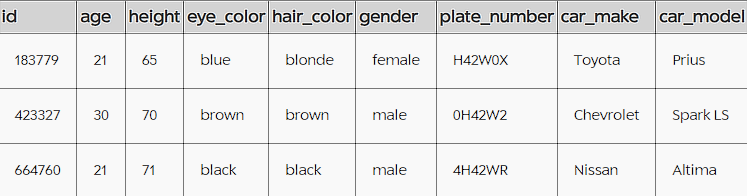 id age height eye_color hair_color gender plate_number car_make car_model
183779 21 65 blue blonde female H42W0X Toyota Prius
423327 30 70 brown brown male 0H42W2 Chevrolet Spark LS
664760 21 71 black black male 4H42WR Nissan Altima